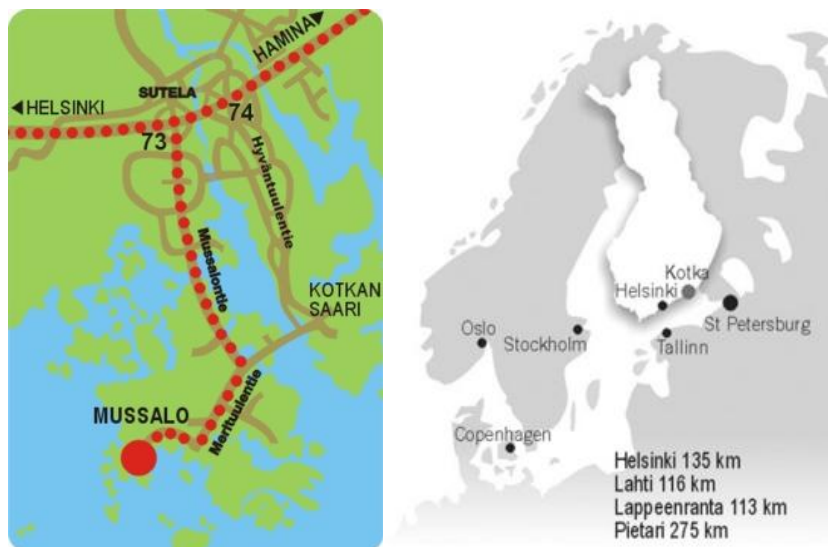 HAMINA
SUTELA
HELSINKI
74
73
Hyväntuulentie
Mussalontie
KOTKAN
SAARI
MUSSALO
Merituulentie
Kotka
Helsinki
St Petersburg
Oslo
Stockholm
Tallinn
Copenhagen
Helsinki 135 km
Lahti 116 km
Lappeenranta 113 km
Pietari 275 km